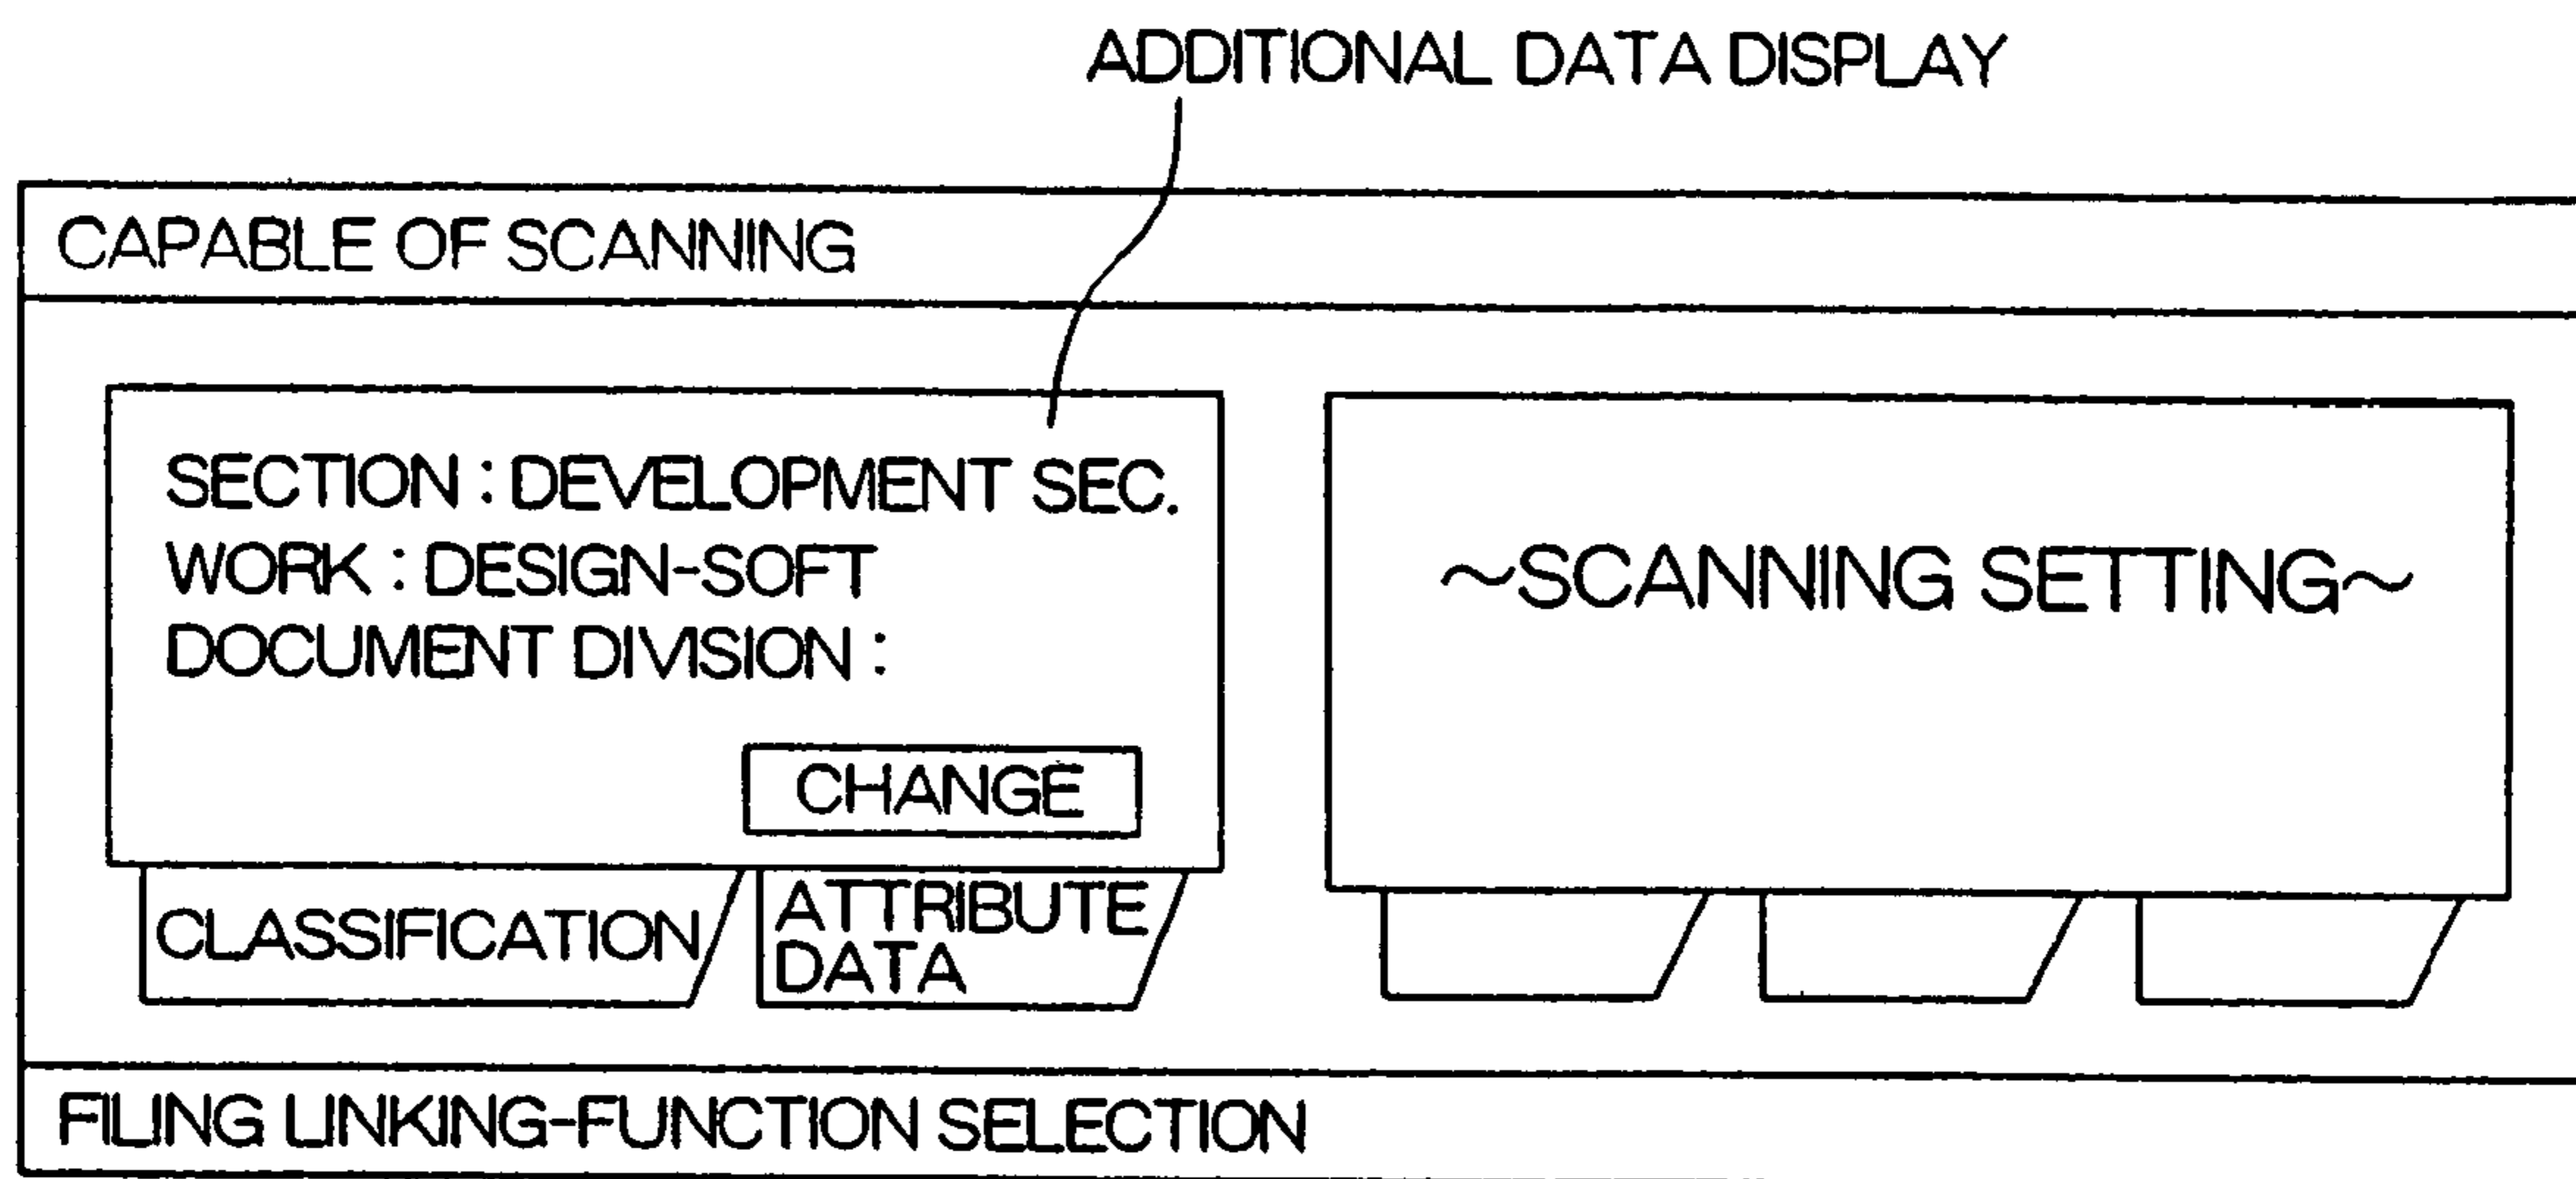 ADDITIONAL DATA DISPLAY
CAPABLE OF SCANNING
SECTION : DEVELOPMENT SEC.
WORK : DESIGN-SOFT
DOCUMENT DIVISION :
CHANGE
CLASSIFICATION
ATTRIBUTE
DATA
~SCANNING SETTING~
FILING LINKING-FUNCTION SELECTION